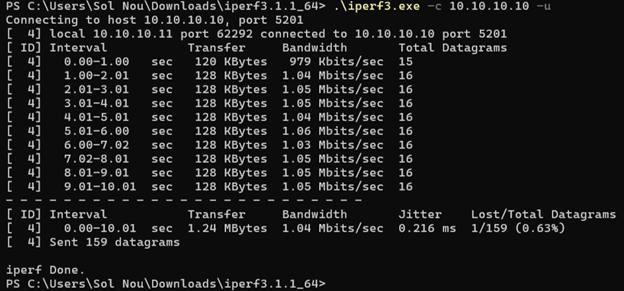 PS C:\Users\Sol Nou\Downloads\iperf3.1.1_64> .\iperf3.exe -c 10.10.10.10 -u
Connecting to host 10.10.10.10, port 5201
[  4] local 10.10.10.11 port 62292 connected to 10.10.10.10 port 5201
[ ID] Interval           Transfer     Bandwidth       Total Datagrams
[  4]   0.00-1.00   sec   120 KBytes   979 Kbits/sec  15
[  4]   1.00-2.01   sec   128 KBytes  1.04 Mbits/sec  16
[  4]   2.01-3.01   sec   128 KBytes  1.05 Mbits/sec  16
[  4]   3.01-4.01   sec   128 KBytes  1.05 Mbits/sec  16
[  4]   4.01-5.01   sec   128 KBytes  1.04 Mbits/sec  16
[  4]   5.01-6.00   sec   128 KBytes  1.06 Mbits/sec  16
[  4]   6.00-7.02   sec   128 KBytes  1.03 Mbits/sec  16
[  4]   7.02-8.01   sec   128 KBytes  1.05 Mbits/sec  16
[  4]   8.01-9.01   sec   128 KBytes  1.05 Mbits/sec  16
[  4]   9.01-10.01  sec   128 KBytes  1.05 Mbits/sec  16
- - - - - - - - - - - - - - - - - - - - - - - - -
[ ID] Interval           Transfer     Bandwidth       Jitter    Lost/Total Datagrams
[  4]   0.00-10.01  sec  1.24 MBytes  1.04 Mbits/sec  0.216 ms  1/159 (0.63%)
[  4] Sent 159 datagrams
iperf Done.
PS C:\Users\Sol Nou\Downloads\iperf3.1.1_64>